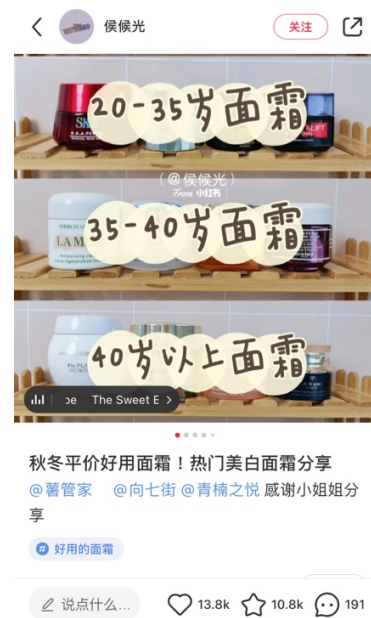 侯候光
关注
20-35岁面霜
SK
LIFT
(@侯候光)
From 小红书
35-40岁面霜
LA M
40岁以上面霜
The Sweet E
秋冬平价好用面霜！热门美白面霜分享
@薯管家 @向七街 @青楠之悦 感谢小姐姐分
享
# 好用的面霜
说点什么...
13.8k
10.8k
191